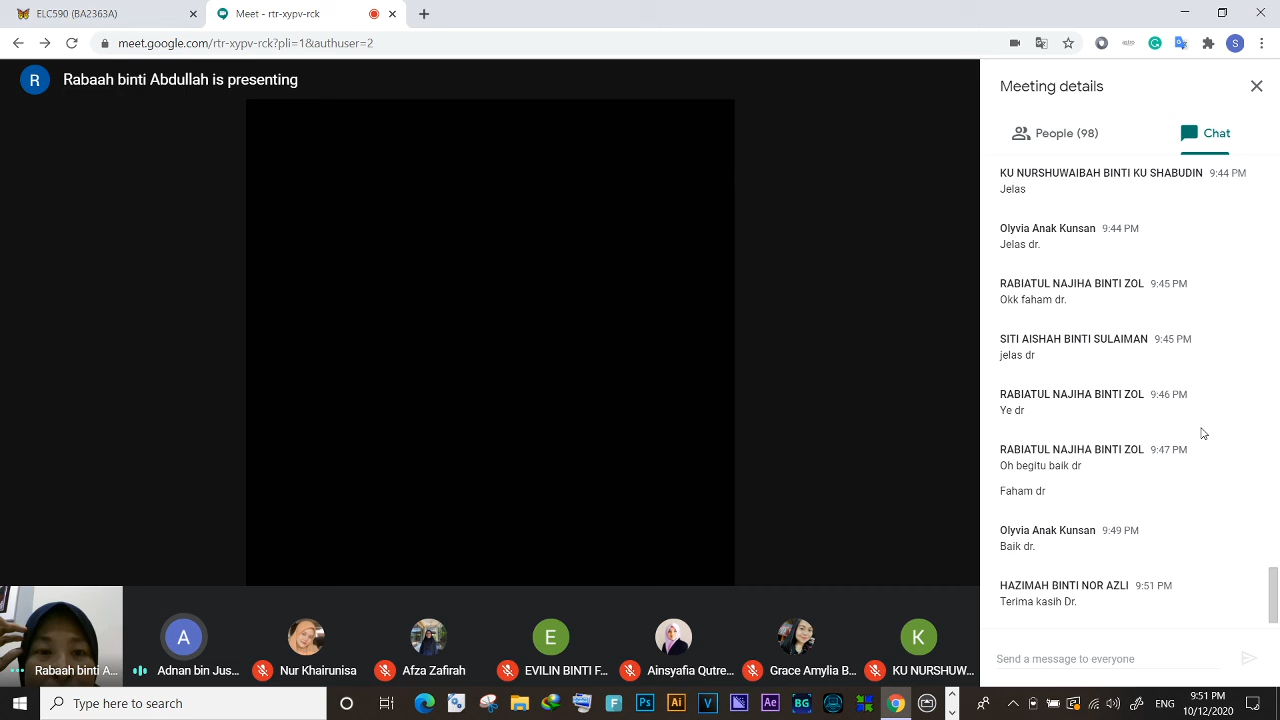 ELC590 (BA2363A)
Meet - rtr-xypv-rck
meet.google.com/rtr-xypv-rck?pli=1&authuser=2
S
R
Rabaah binti Abdullah is presenting
Meeting details
People (98)
Chat
KU NURSHUWAIBAH BINTI KU SHABUDIN 9:44 PM
Jelas
Olyvia Anak Kunsan 9:44 PM
Jelas dr.
RABIATUL NAJIHA BINTI ZOL 9:45 PM
Okk faham dr.
SITI AISHAH BINTI SULAIMAN 9:45 PM
jelas dr
RABIATUL NAJIHA BINTI ZOL 9:46 PM
Ye dr
RABIATUL NAJIHA BINTI ZOL 9:47 PM
Oh begitu baik dr
Faham dr
Olyvia Anak Kunsan 9:49 PM
Baik dr.
HAZIMAH BINTI NOR AZLI 9:51 PM
Terima kasih Dr.
Send a message to everyone
A
E
K
Rabaah binti A...
Adnan bin Jus...
Nur Khairunisa
Afza Zafirah
EVILIN BINTI F...
Ainsyafia Qutre...
Grace Amylia B...
KU NURSHUW...
Type here to search
F
Ps
Ai
V
Ae
BG
ENG
9:51 PM
10/12/2020